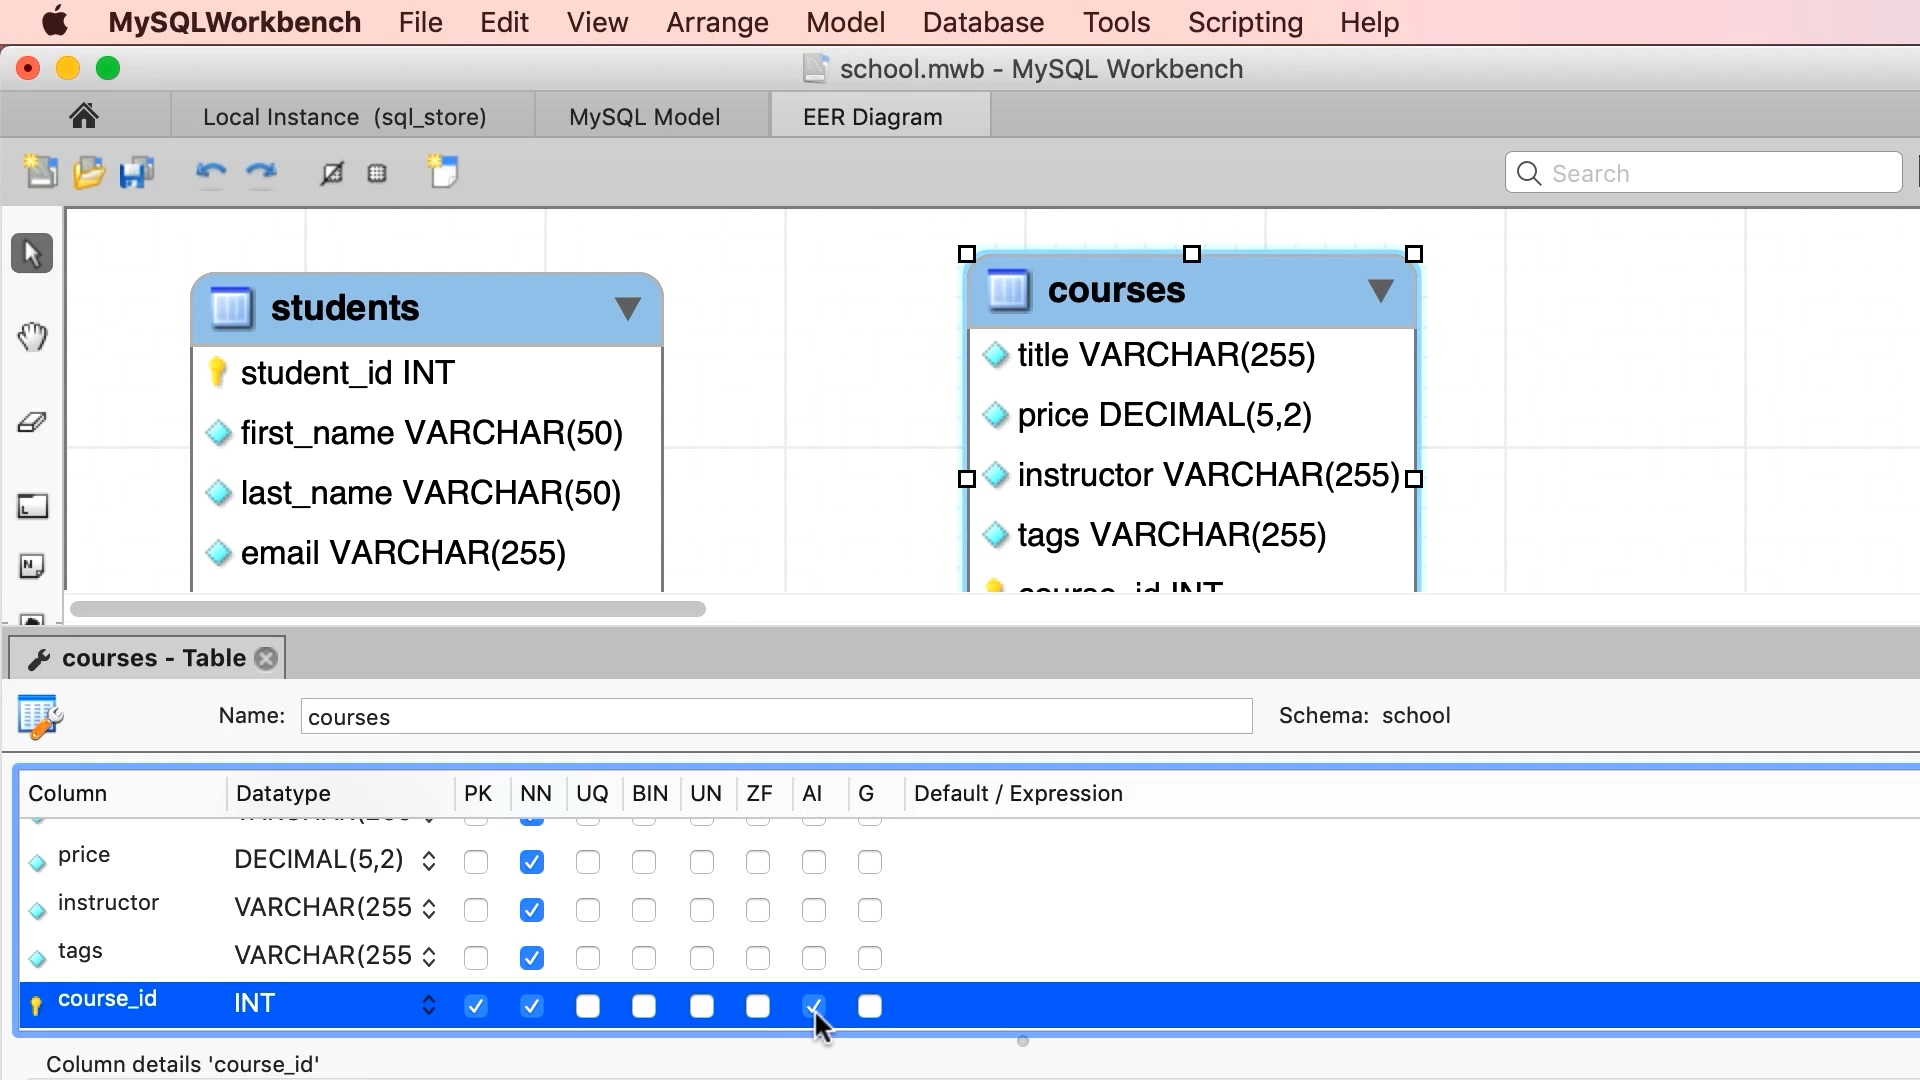 MySQLWorkbench File Edit View Arrange Model Database Tools Scripting Help
school.mwb - MySQL Workbench
Local Instance (sql_store) MySQL Model EER Diagram
Search
students
student_id INT
first_name VARCHAR(50)
last_name VARCHAR(50)
email VARCHAR(255)
courses
title VARCHAR(255)
price DECIMAL(5,2)
instructor VARCHAR(255)
tags VARCHAR(255)
course_id INT
courses - Table
Name: courses Schema: school
Column Datatype PK NN UQ BIN UN ZF AI G Default / Expression
price DECIMAL(5,2)
instructor VARCHAR(255
tags VARCHAR(255
course_id INT
Column details 'course_id'